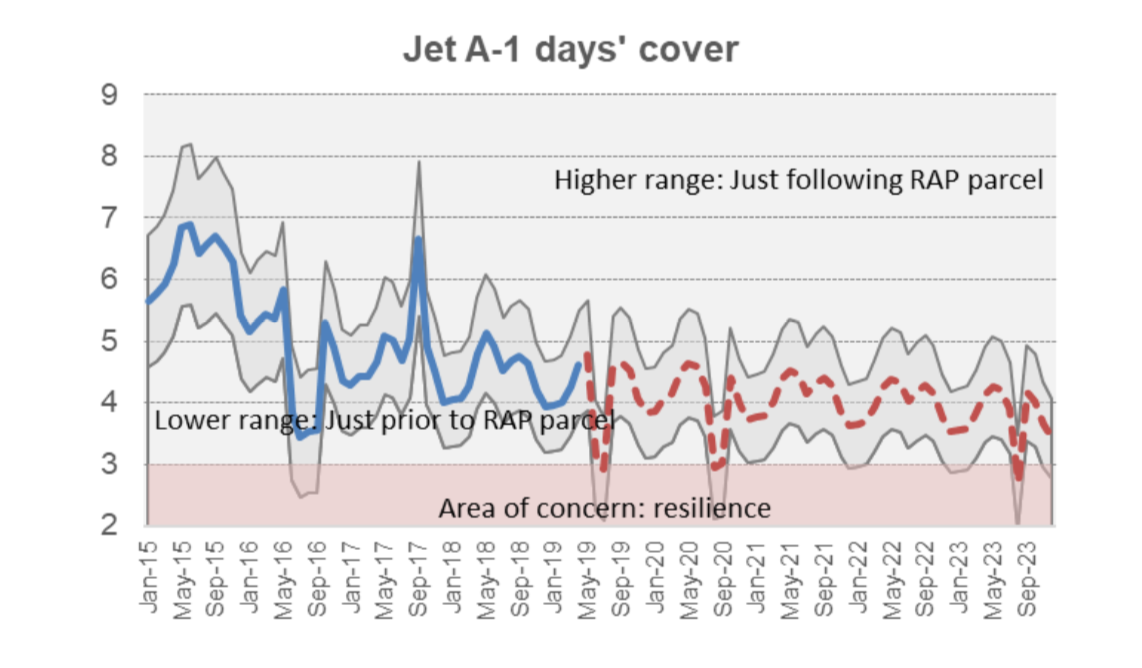 Jet A-1 days' cover
9
8
Higher range: Just following RAP parcel
7
6
5
4
Lower range: Just prior to RAP parcel
3
Area of concern: resilience
2
Jan-15
May-15
Sep-15
Jan-16
May-16
Sep-16
Jan-17
May-17
Sep-17
Jan-18
May-18
Sep-18
Jan-19
May-19
Sep-19
Jan-20
May-20
Sep-20
Jan-21
May-21
Sep-21
Jan-22
May-22
Sep-22
Jan-23
May-23
Sep-23